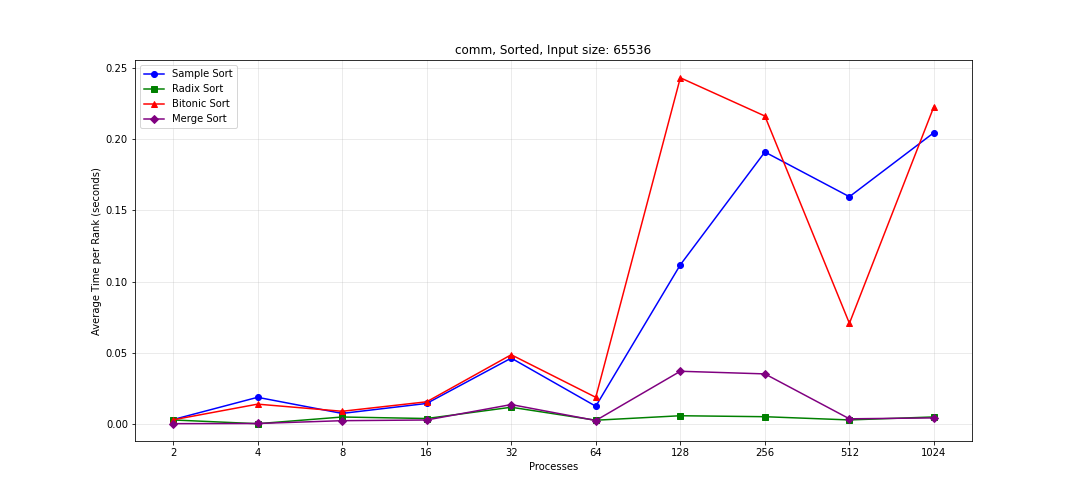 comm, Sorted, Input size: 65536
Sample Sort
Radix Sort
Bitonic Sort
Merge Sort
Average Time per Rank (seconds)
0.25
0.20
0.15
0.10
0.05
0.00
2 4 8 16 32 64 128 256 512 1024
Processes